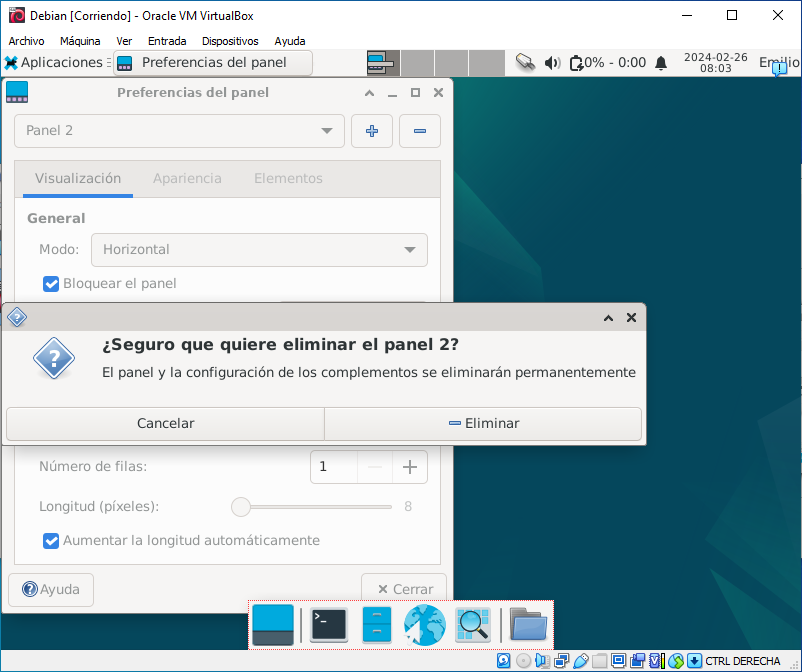 Debian [Corriendo] - Oracle VM VirtualBox
Archivo Máquina Ver Entrada Dispositivos Ayuda
Aplicaciones Preferencias del panel 0% - 0:00 2024-02-26 Emilio
08:03
Preferencias del panel
Panel 2
Visualización Apariencia Elementos
General
Modo: Horizontal
Bloquear el panel
¿Seguro que quiere eliminar el panel 2?
El panel y la configuración de los complementos se eliminarán permanentemente
Cancelar Eliminar
Número de filas: 1
Longitud (píxeles): 8
Aumentar la longitud automáticamente
Ayuda Cerrar
CTRL DERECHA